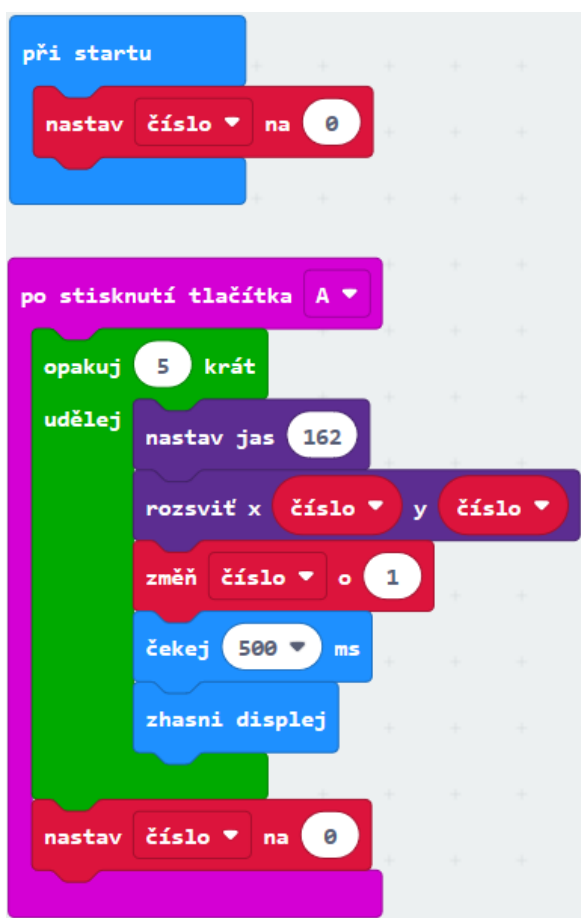 při startu
nastav číslo na 0
po stisknutí tlačítka A
opakuj 5 krát
udělej
nastav jas 162
rozsviť x číslo y číslo
změň číslo o 1
čekej 500 ms
zhasni displej
nastav číslo na 0